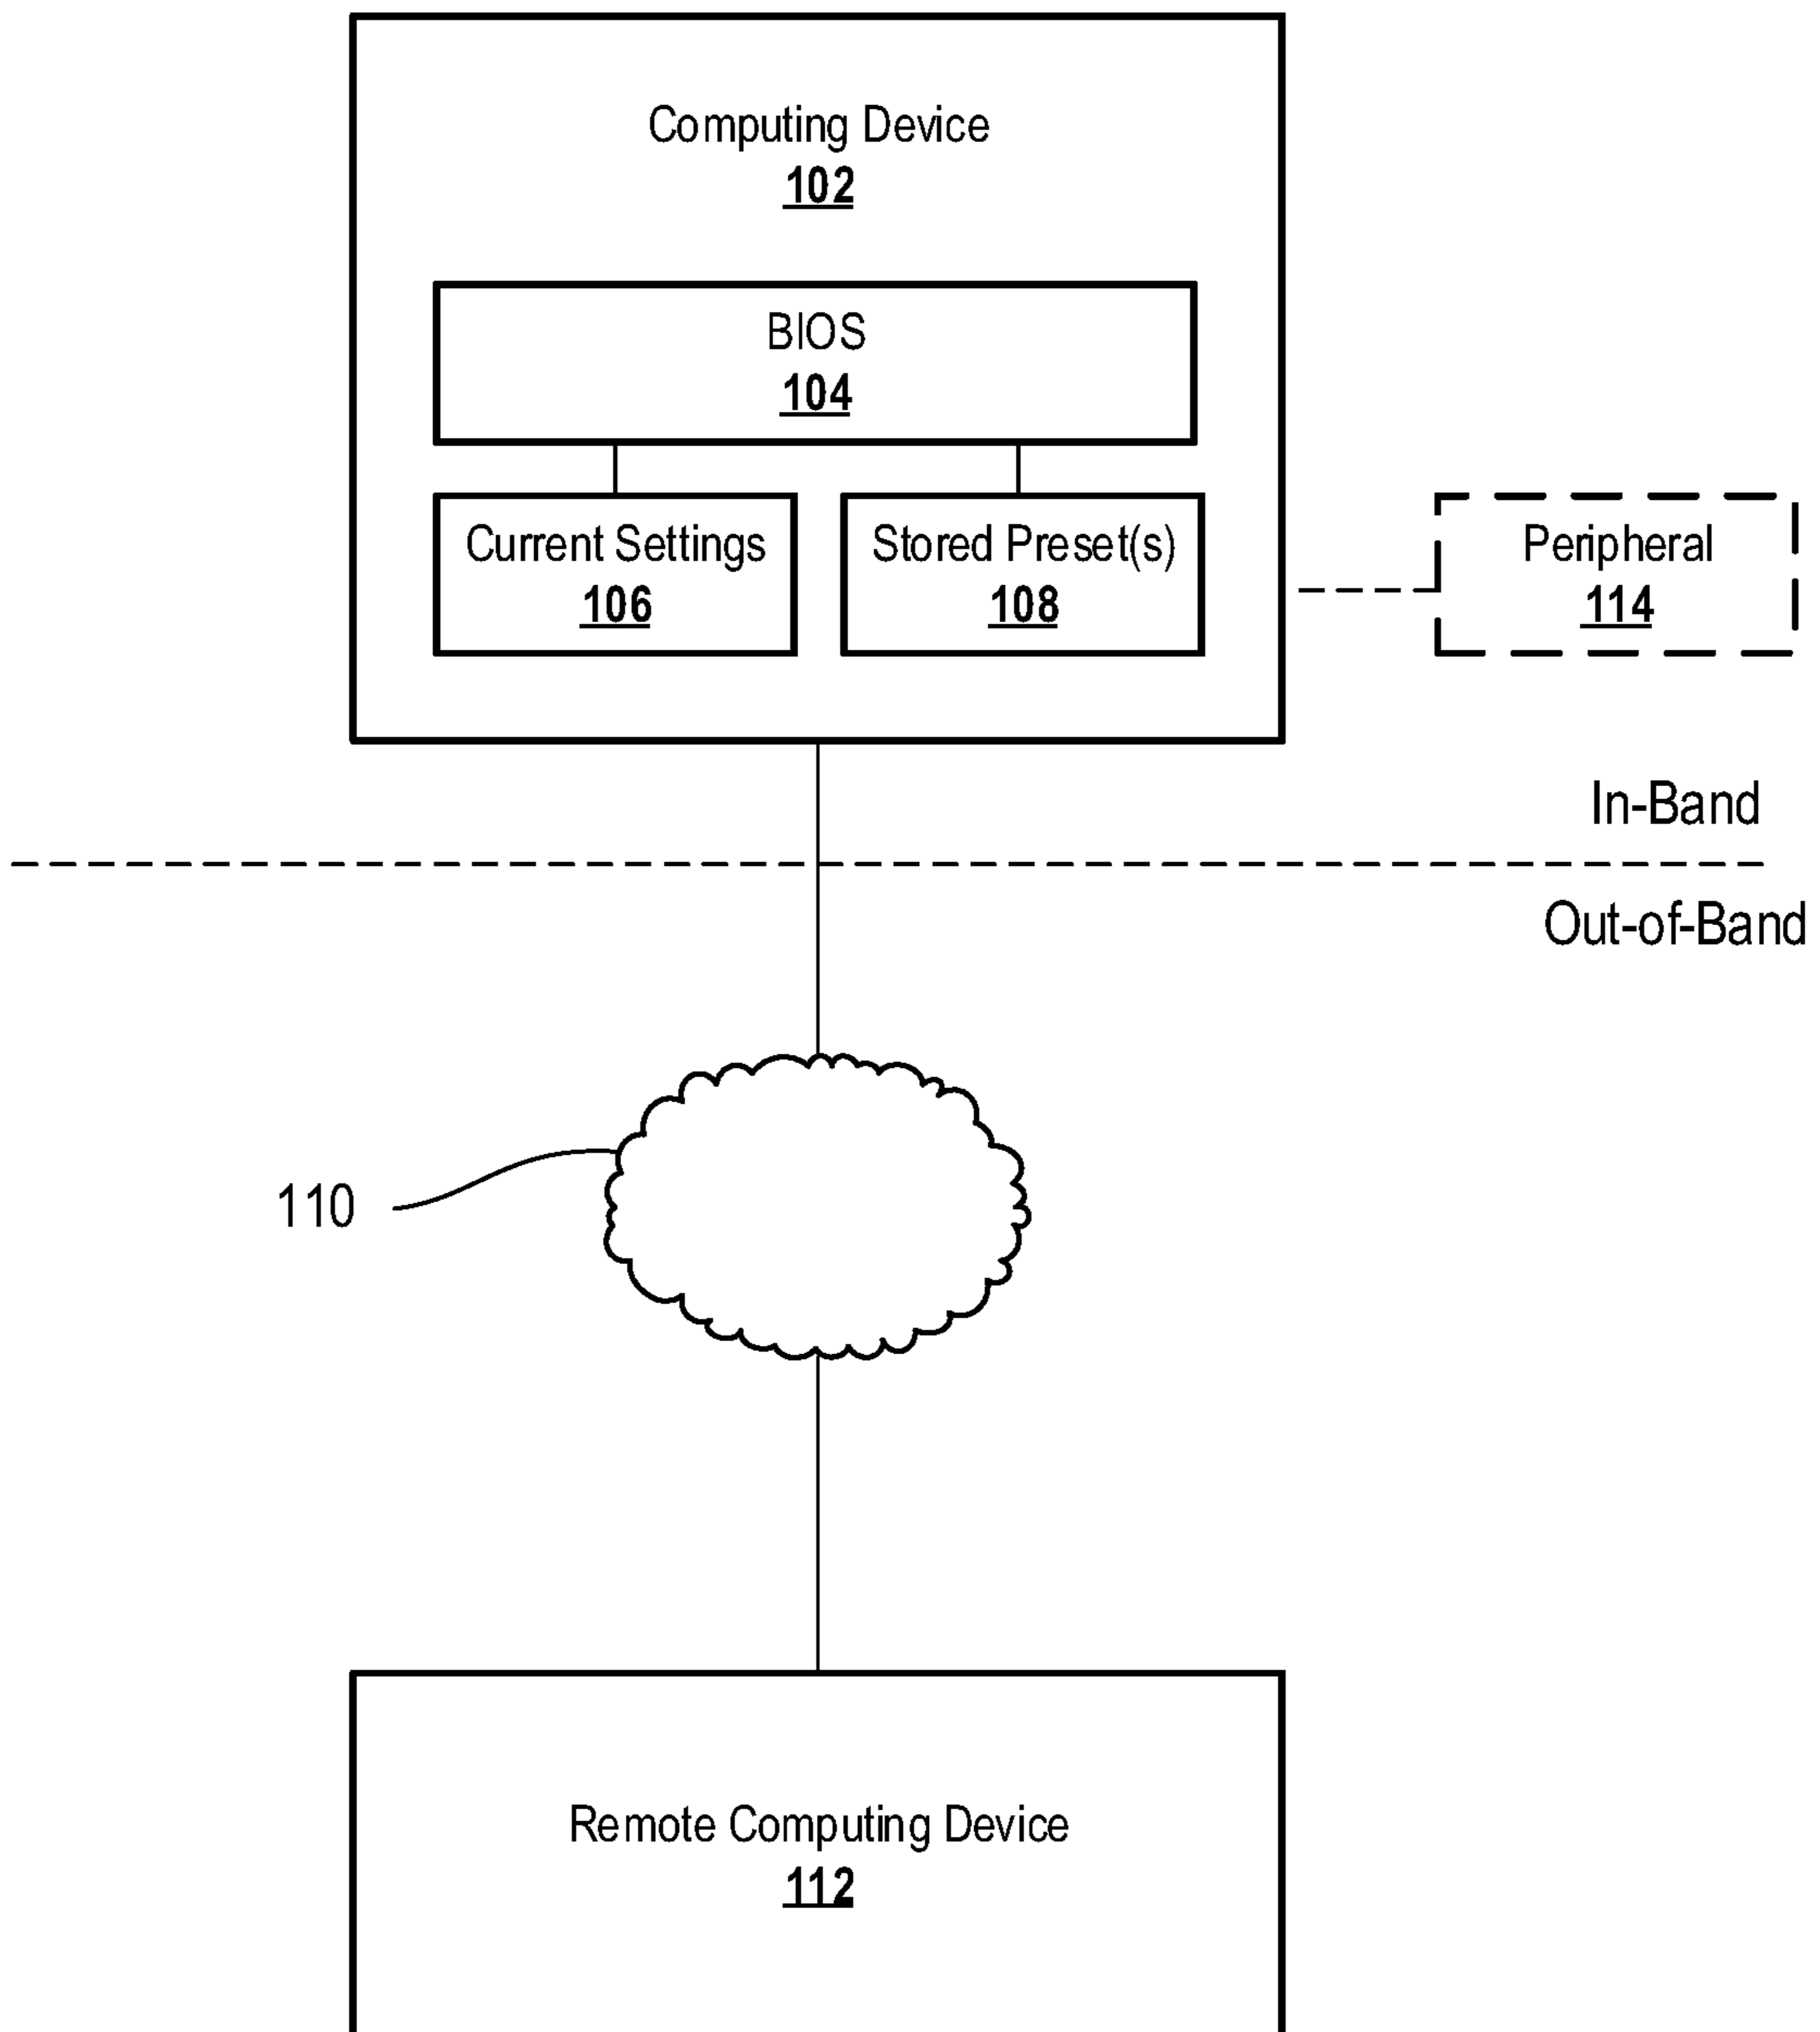 Computing Device
102
BIOS
104
Current Settings
106
Stored Preset(s)
108
Peripheral
114
In-Band
Out-of-Band
110
Remote Computing Device
112